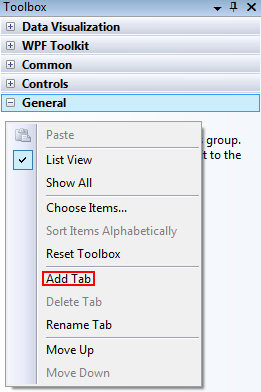 Toolbox
Data Visualization
WPF Toolkit
Common
Controls
General
Paste
group.
List View
to the
Show All
Choose Items...
Sort Items Alphabetically
Reset Toolbox
Add Tab
Delete Tab
Rename Tab
Move Up
Move Down